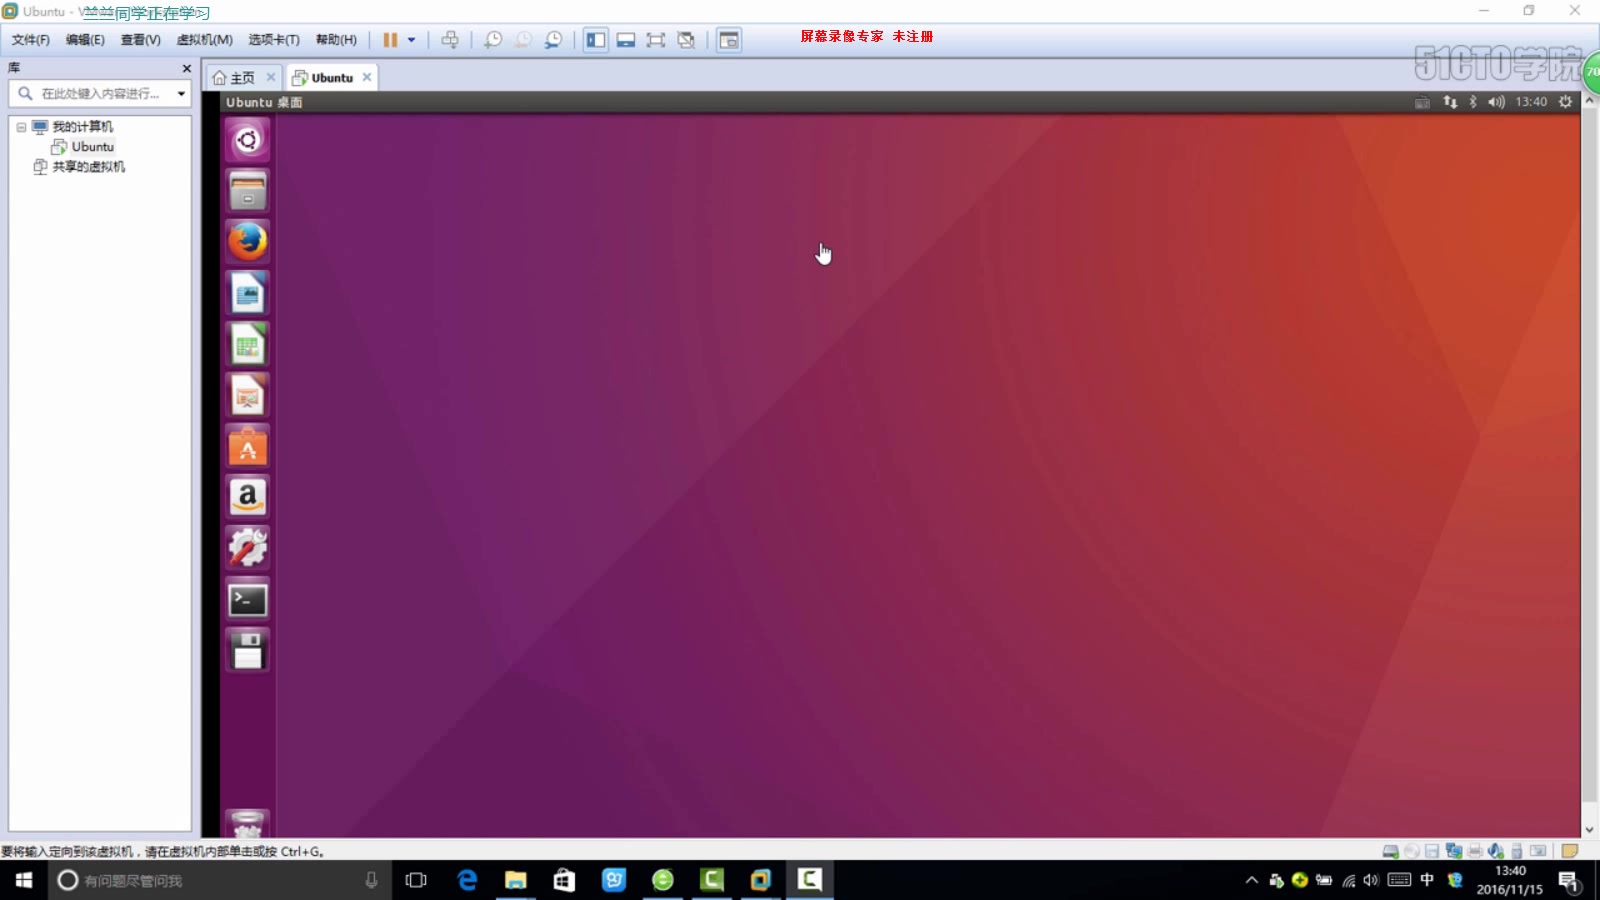 Ubuntu - V
兰兰同学正在学习
文件(F) 编辑(E) 查看(V) 虚拟机(M) 选项卡(T) 帮助(H)
屏幕录像专家 未注册
51CTO学院
70
库
主页
Ubuntu
在此处键入内容进行...
Ubuntu 桌面
13:40
我的计算机
Ubuntu
共享的虚拟机
要将输入定向到该虚拟机，请在虚拟机内部单击或按 Ctrl+G。
有问题尽管问我
中
13:40
2016/11/15
1